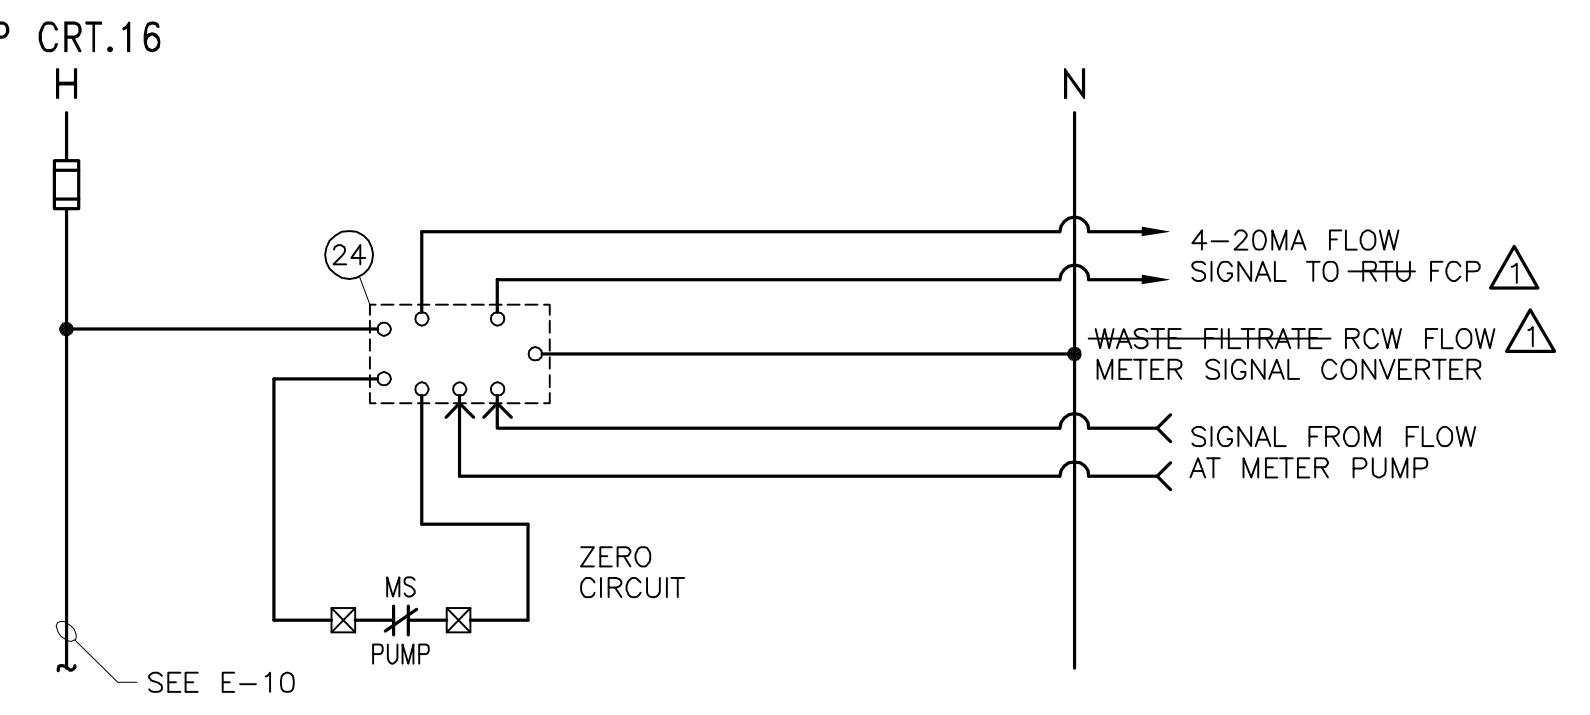 P CRT.16
H
N
24
4-20MA FLOW
SIGNAL TO RTU FCP 1
WASTE FILTRATE RCW FLOW 1
METER SIGNAL CONVERTER
SIGNAL FROM FLOW
AT METER PUMP
ZERO
CIRCUIT
MS
PUMP
SEE E-10